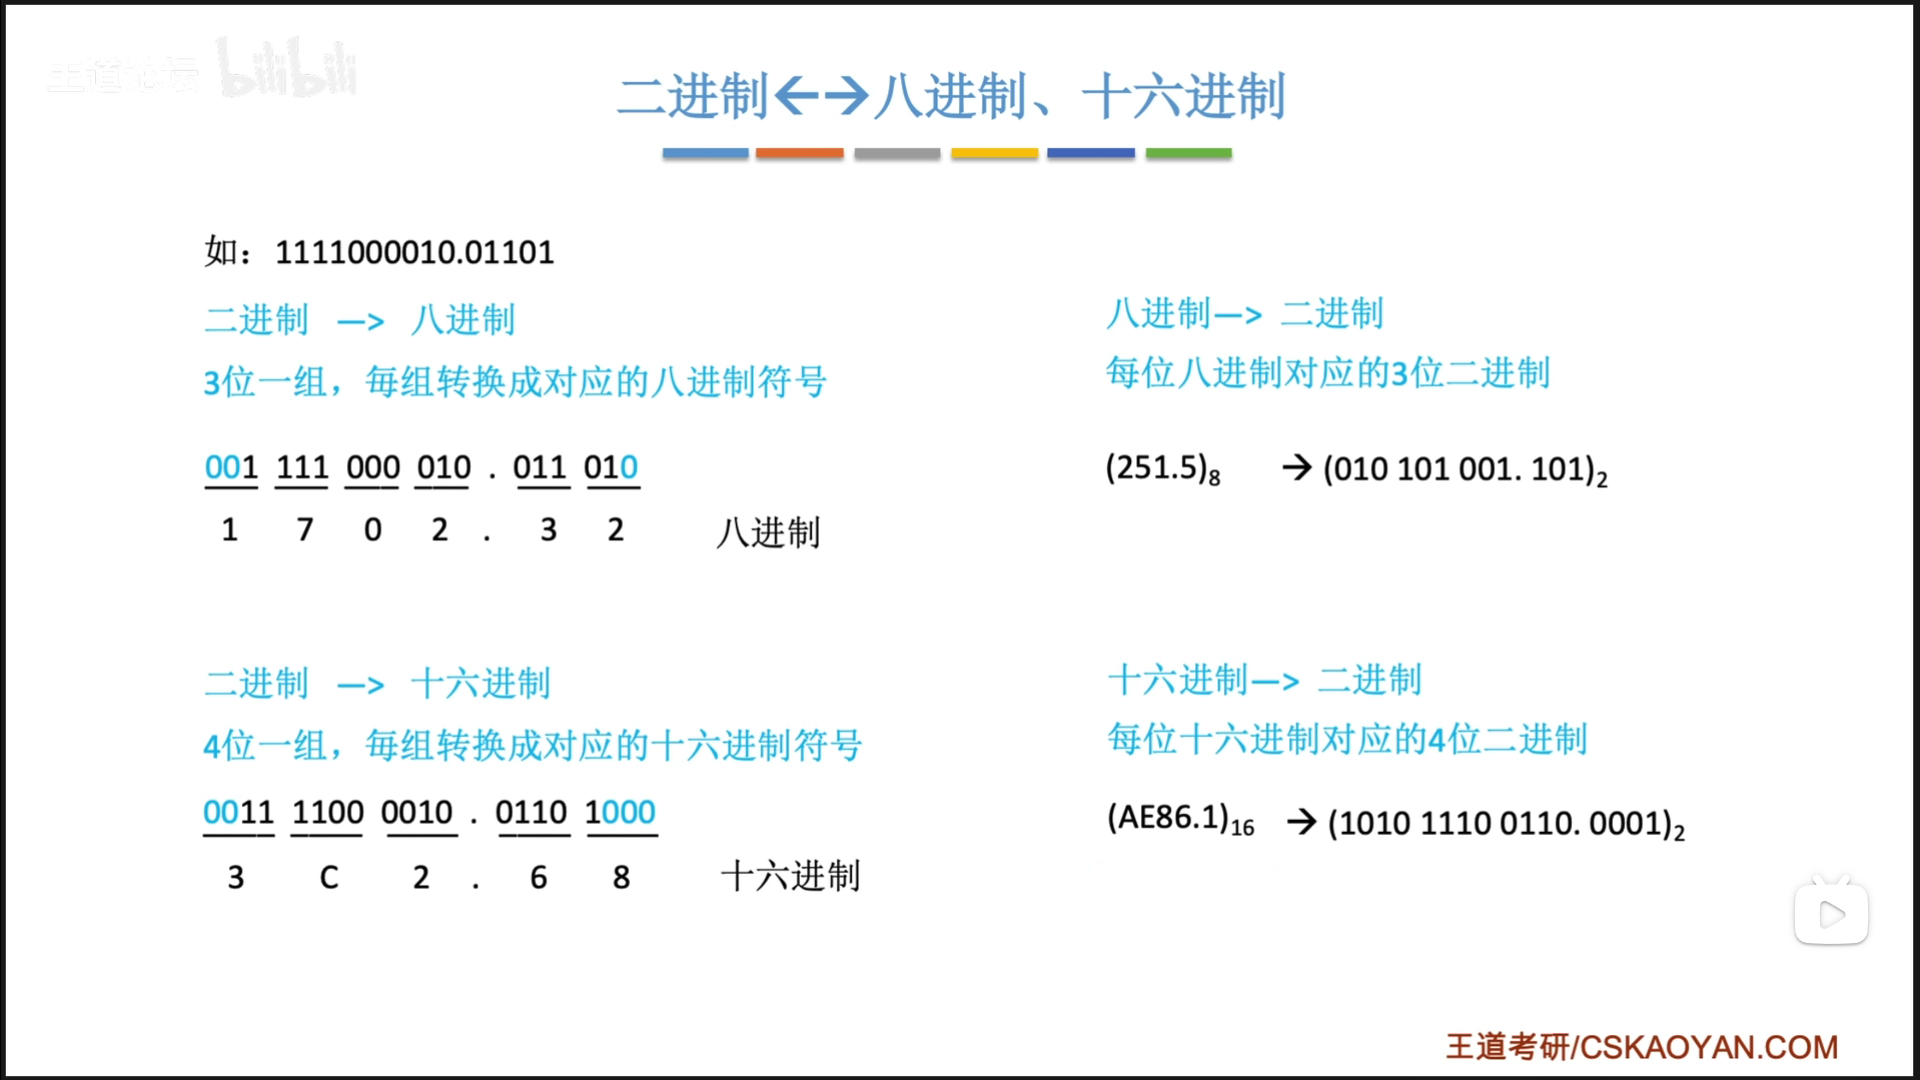 王道论坛 bilibili
二进制←→八进制、十六进制
如：1111000010.01101
二进制 —> 八进制
3位一组，每组转换成对应的八进制符号
001 111 000 010 . 011 010
1 7 0 2 . 3 2 八进制
二进制 —> 十六进制
4位一组，每组转换成对应的十六进制符号
0011 1100 0010 . 0110 1000
3 C 2 . 6 8 十六进制
八进制—> 二进制
每位八进制对应的3位二进制
(251.5)8 → (010 101 001. 101)2
十六进制—> 二进制
每位十六进制对应的4位二进制
(AE86.1)16 → (1010 1110 0110. 0001)2
王道考研/CSKAOYAN.COM